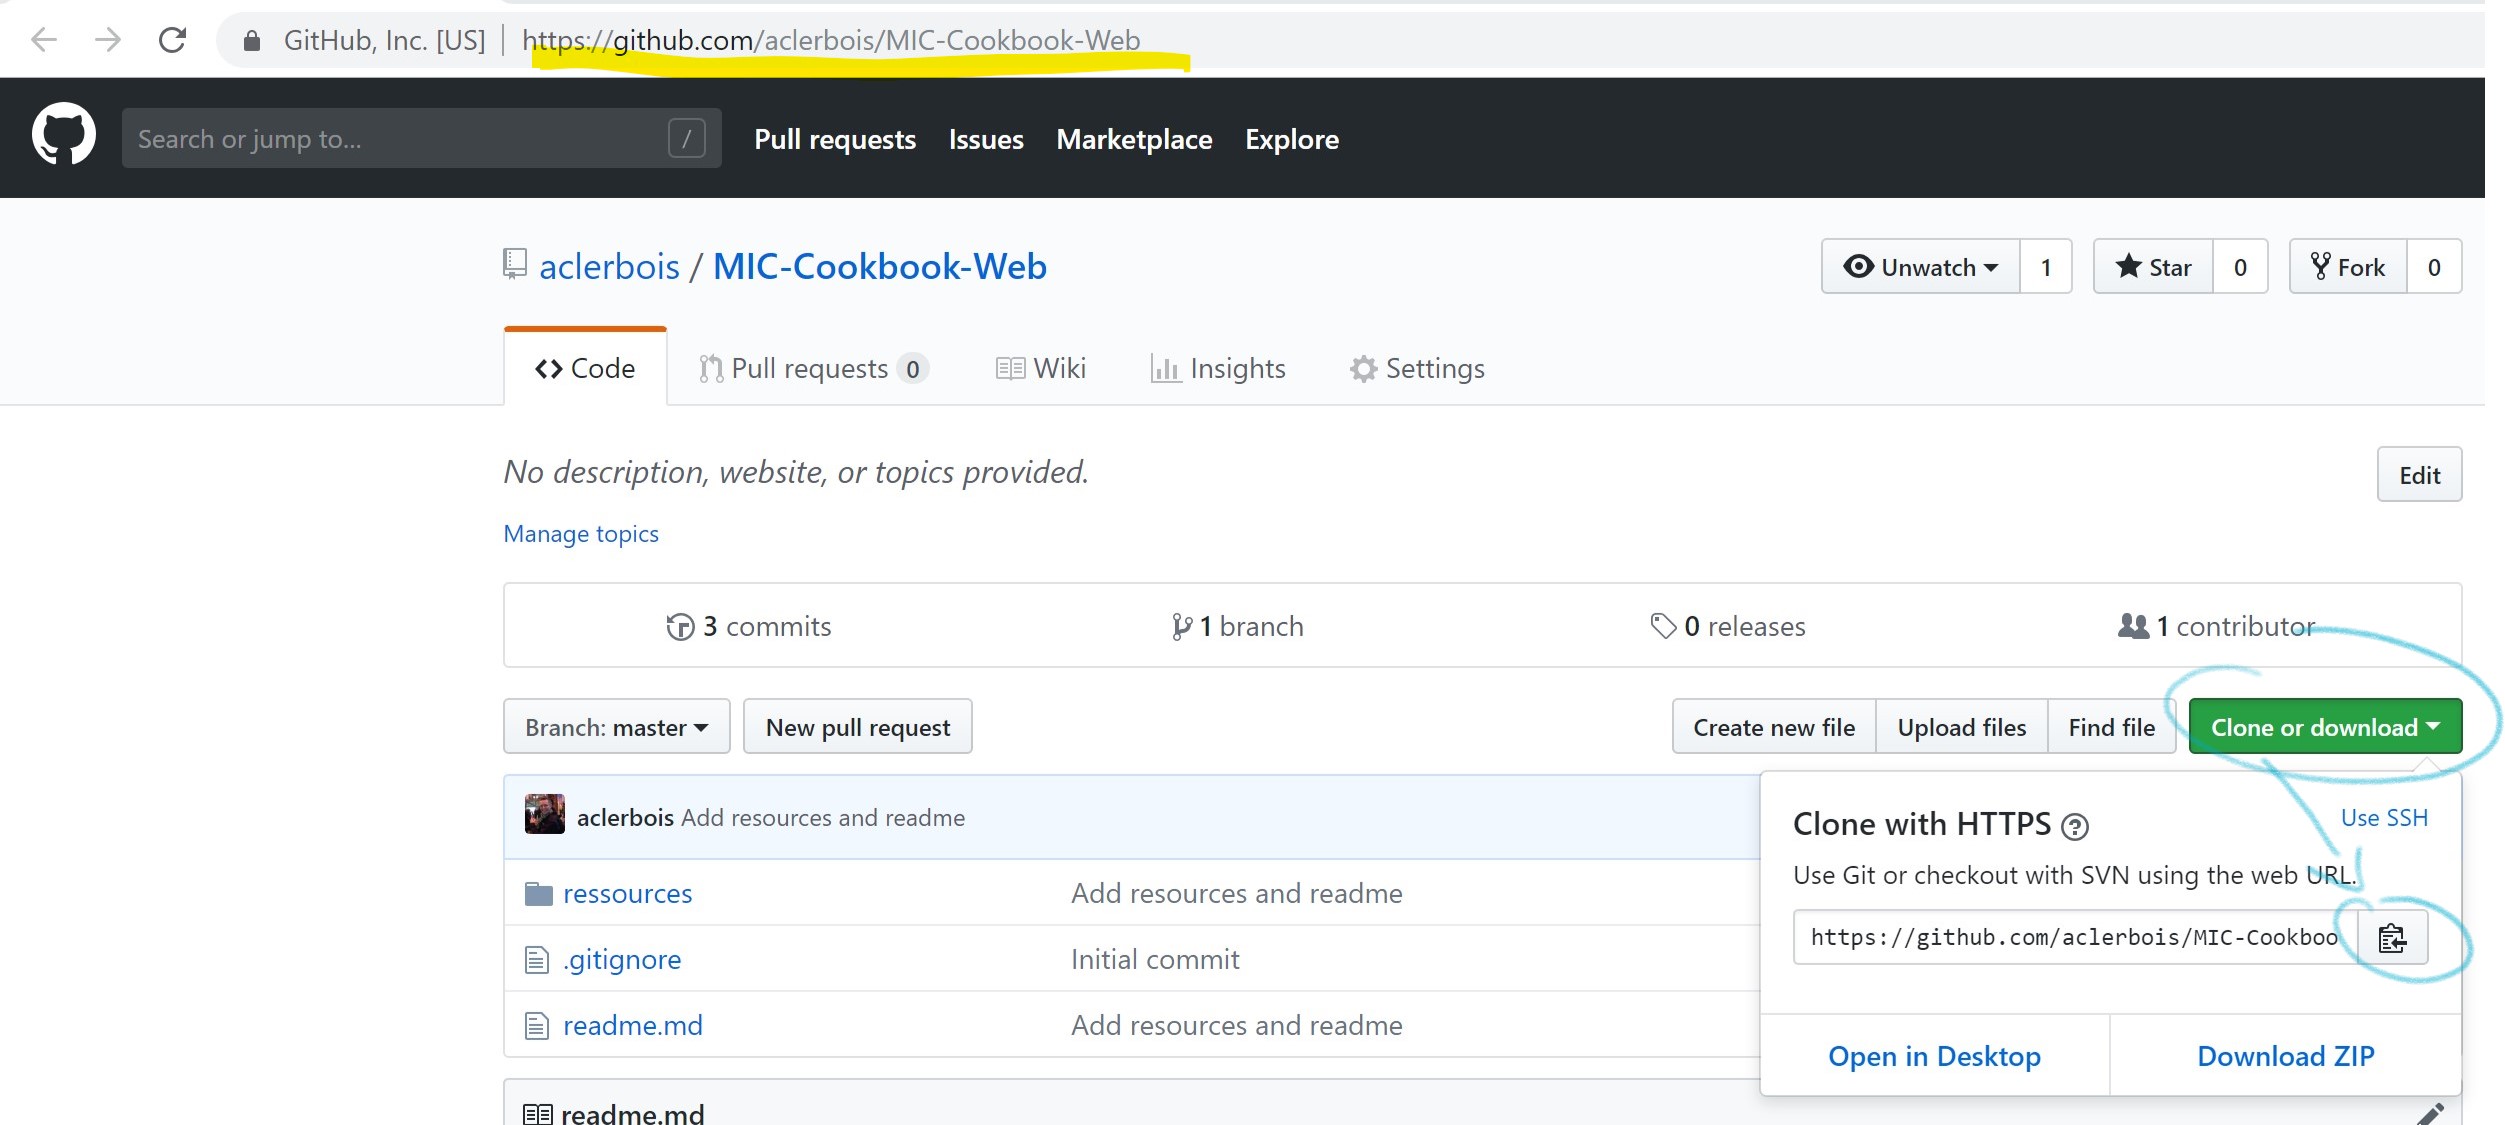 GitHub, Inc. [US] https://github.com/aclerbois/MIC-Cookbook-Web
Search or jump to... / Pull requests Issues Marketplace Explore
aclerbois / MIC-Cookbook-Web Unwatch 1 Star 0 Fork 0
Code Pull requests 0 Wiki Insights Settings
No description, website, or topics provided. Edit
Manage topics
3 commits 1 branch 0 releases 1 contributor
Branch: master New pull request Create new file Upload files Find file Clone or download
aclerbois Add resources and readme
ressources Add resources and readme
.gitignore Initial commit
readme.md Add resources and readme
readme.md
Clone with HTTPS ? Use SSH
Use Git or checkout with SVN using the web URL.
https://github.com/aclerbois/MIC-Cookboo
Open in Desktop Download ZIP